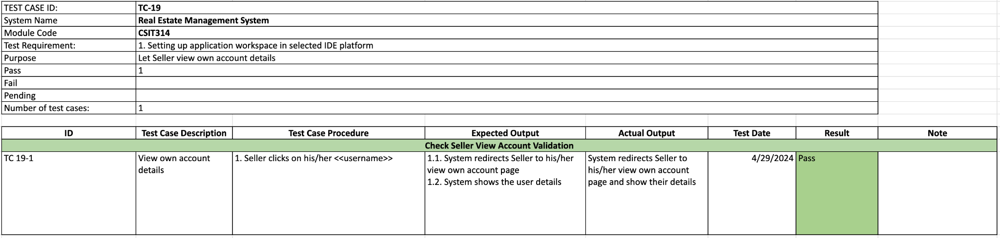 TEST CASE ID: TC-19
System Name Real Estate Management System
Module Code CSIT314
Test Requirement: 1. Setting up application workspace in selected IDE platform
Purpose Let Seller view own account details
Pass 1
Fail
Pending
Number of test cases: 1
ID Test Case Description Test Case Procedure Expected Output Actual Output Test Date Result Note
Check Seller View Account Validation
TC 19-1
View own account
details
1. Seller clicks on his/her <<username>>
1.1. System redirects Seller to his/her
view own account page
1.2. System shows the user details
System redirects Seller to
his/her view own account
page and show their details
4/29/2024
Pass